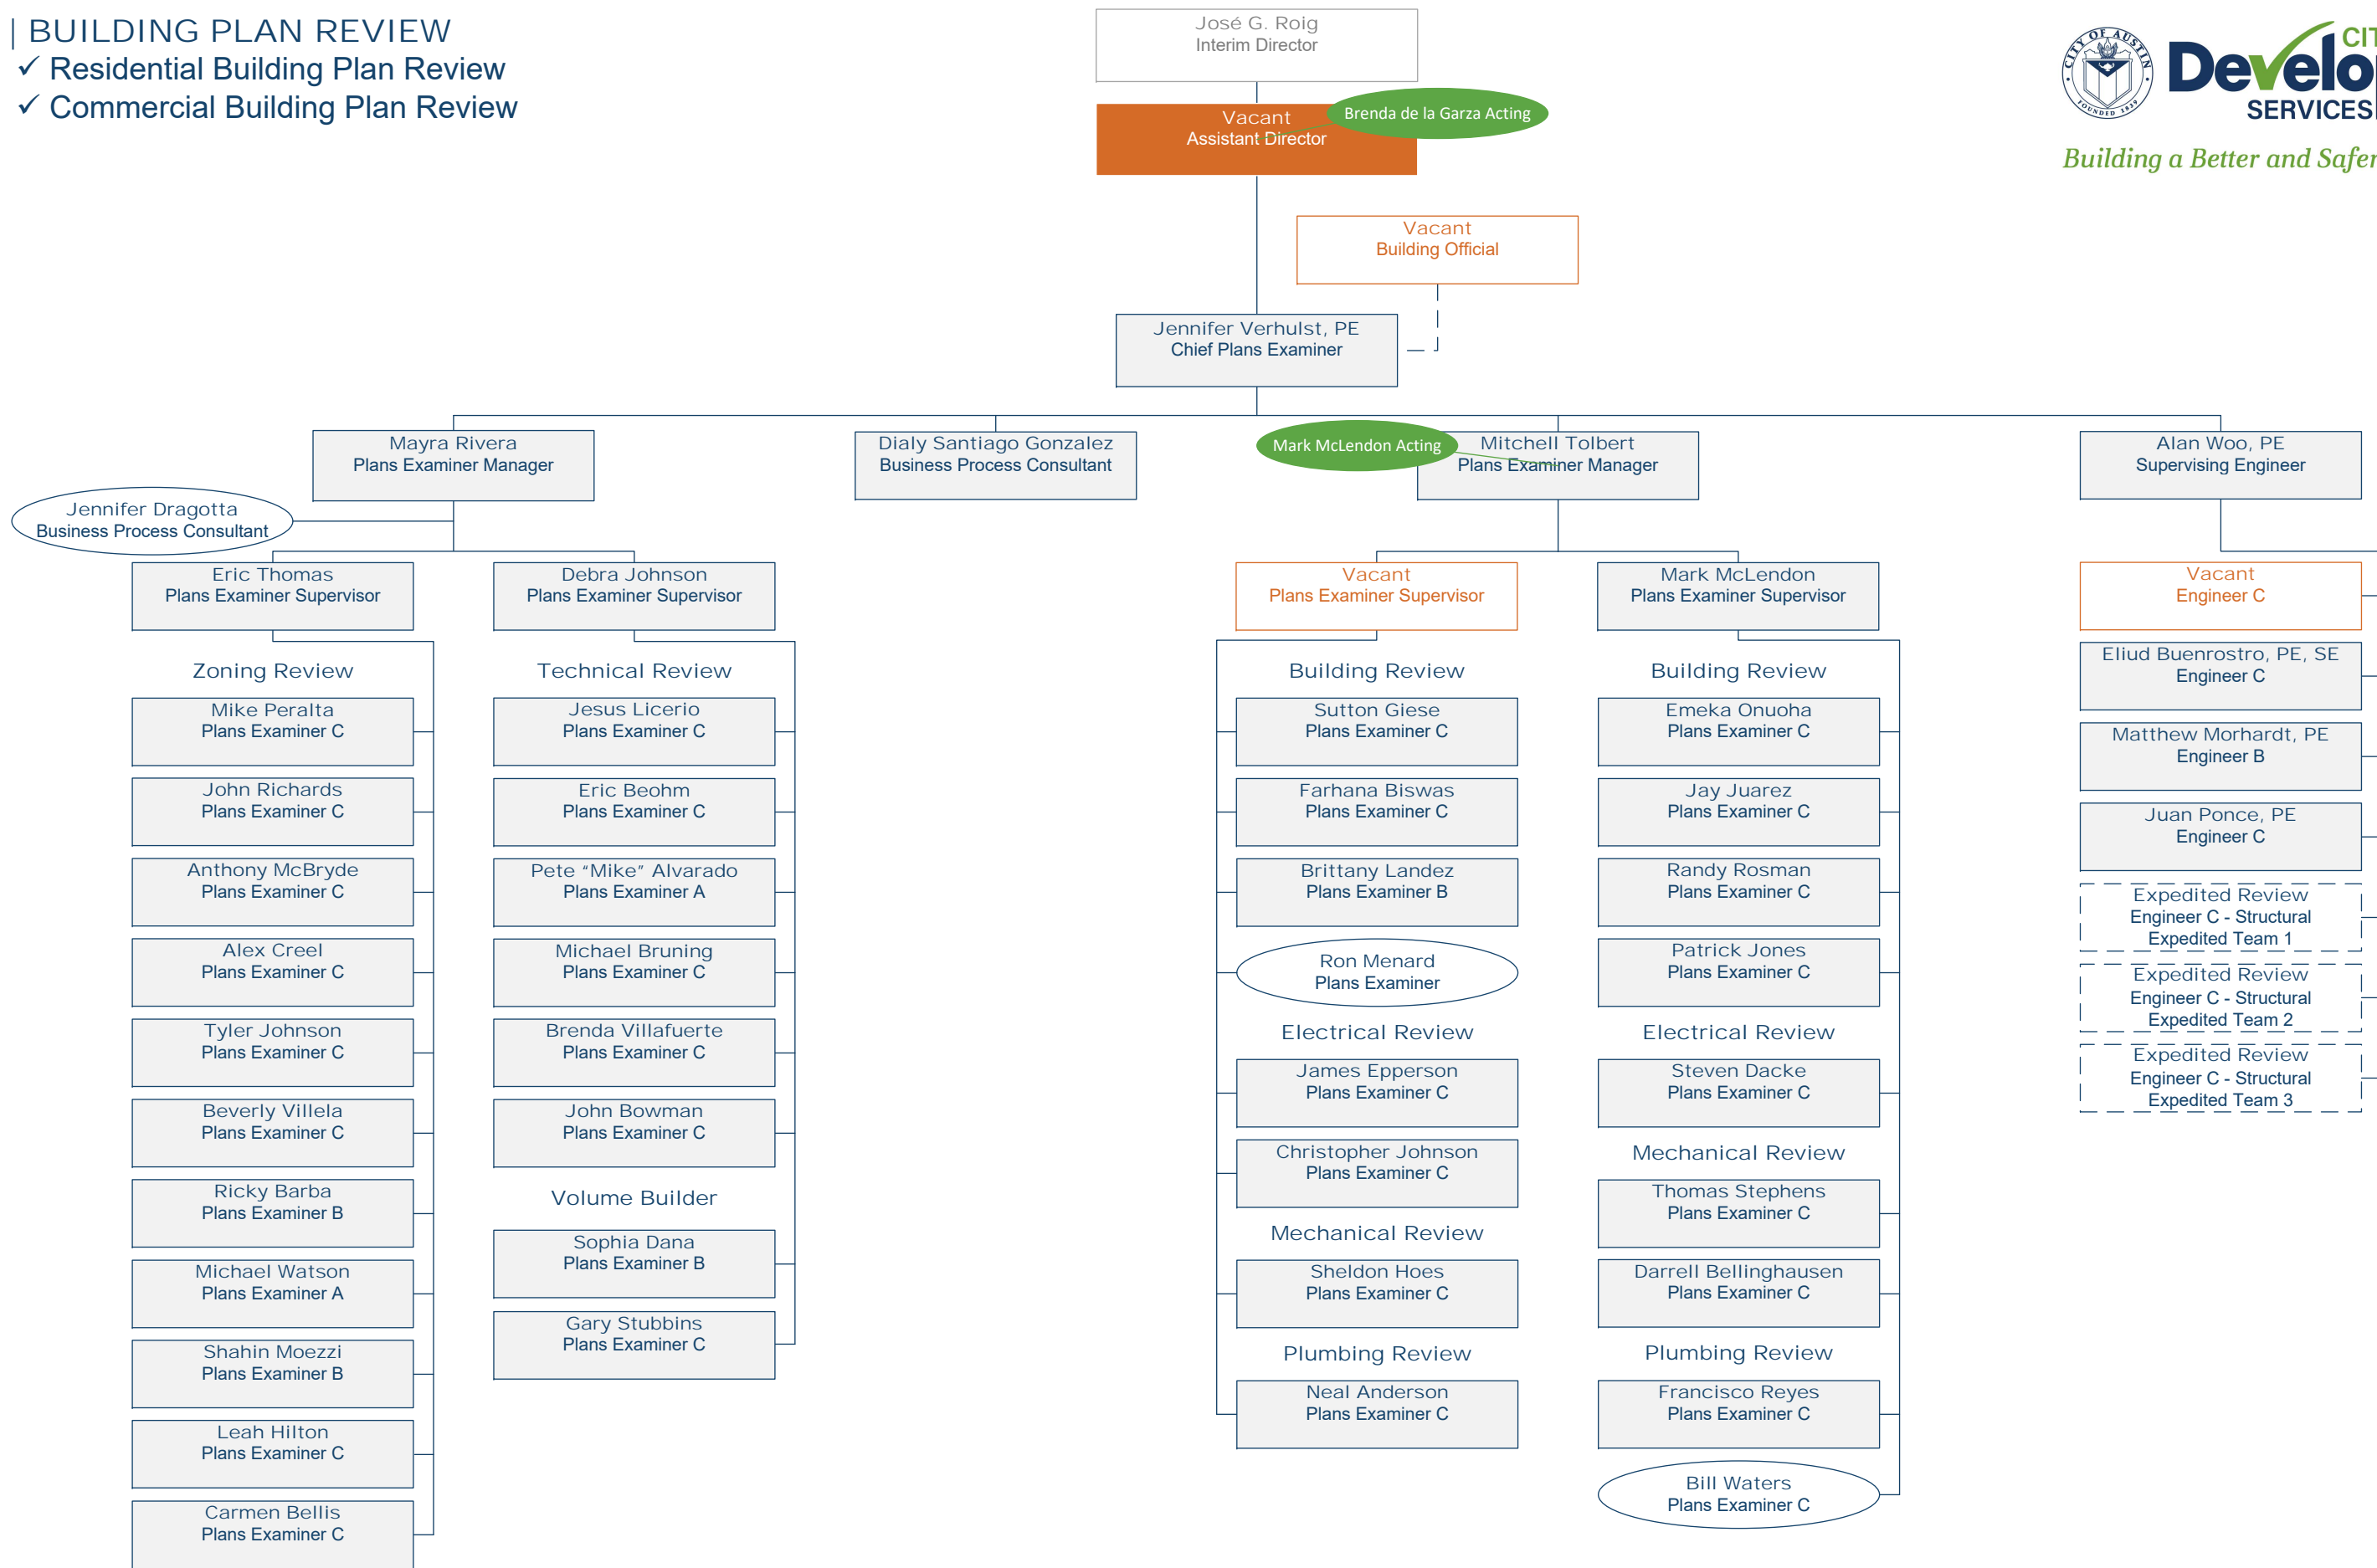 | BUILDING PLAN REVIEW
✓ Residential Building Plan Review
✓ Commercial Building Plan Review
José G. Roig
Interim Director
Vacant
Assistant Director
Brenda de la Garza Acting
CITY OF AUSTIN
FOUNDED 1839
CIT
Develo
SERVICES
Building a Better and Safer
Vacant
Building Official
Jennifer Verhulst, PE
Chief Plans Examiner
Mayra Rivera
Plans Examiner Manager
Dialy Santiago Gonzalez
Business Process Consultant
Mark McLendon Acting
Mitchell Tolbert
Plans Examiner Manager
Alan Woo, PE
Supervising Engineer
Jennifer Dragotta
Business Process Consultant
Eric Thomas
Plans Examiner Supervisor
Zoning Review
Mike Peralta
Plans Examiner C
John Richards
Plans Examiner C
Anthony McBryde
Plans Examiner C
Alex Creel
Plans Examiner C
Tyler Johnson
Plans Examiner C
Beverly Villela
Plans Examiner C
Ricky Barba
Plans Examiner B
Michael Watson
Plans Examiner A
Shahin Moezzi
Plans Examiner B
Leah Hilton
Plans Examiner C
Carmen Bellis
Plans Examiner C
Debra Johnson
Plans Examiner Supervisor
Technical Review
Jesus Licerio
Plans Examiner C
Eric Beohm
Plans Examiner C
Pete “Mike” Alvarado
Plans Examiner A
Michael Bruning
Plans Examiner C
Brenda Villafuerte
Plans Examiner C
John Bowman
Plans Examiner C
Volume Builder
Sophia Dana
Plans Examiner B
Gary Stubbins
Plans Examiner C
Vacant
Plans Examiner Supervisor
Building Review
Sutton Giese
Plans Examiner C
Farhana Biswas
Plans Examiner C
Brittany Landez
Plans Examiner B
Ron Menard
Plans Examiner
Electrical Review
James Epperson
Plans Examiner C
Christopher Johnson
Plans Examiner C
Mechanical Review
Sheldon Hoes
Plans Examiner C
Plumbing Review
Neal Anderson
Plans Examiner C
Mark McLendon
Plans Examiner Supervisor
Building Review
Emeka Onuoha
Plans Examiner C
Jay Juarez
Plans Examiner C
Randy Rosman
Plans Examiner C
Patrick Jones
Plans Examiner C
Electrical Review
Steven Dacke
Plans Examiner C
Mechanical Review
Thomas Stephens
Plans Examiner C
Darrell Bellinghausen
Plans Examiner C
Plumbing Review
Francisco Reyes
Plans Examiner C
Bill Waters
Plans Examiner C
Vacant
Engineer C
Eliud Buenrostro, PE, SE
Engineer C
Matthew Morhardt, PE
Engineer B
Juan Ponce, PE
Engineer C
Expedited Review
Engineer C - Structural
Expedited Team 1
Expedited Review
Engineer C - Structural
Expedited Team 2
Expedited Review
Engineer C - Structural
Expedited Team 3